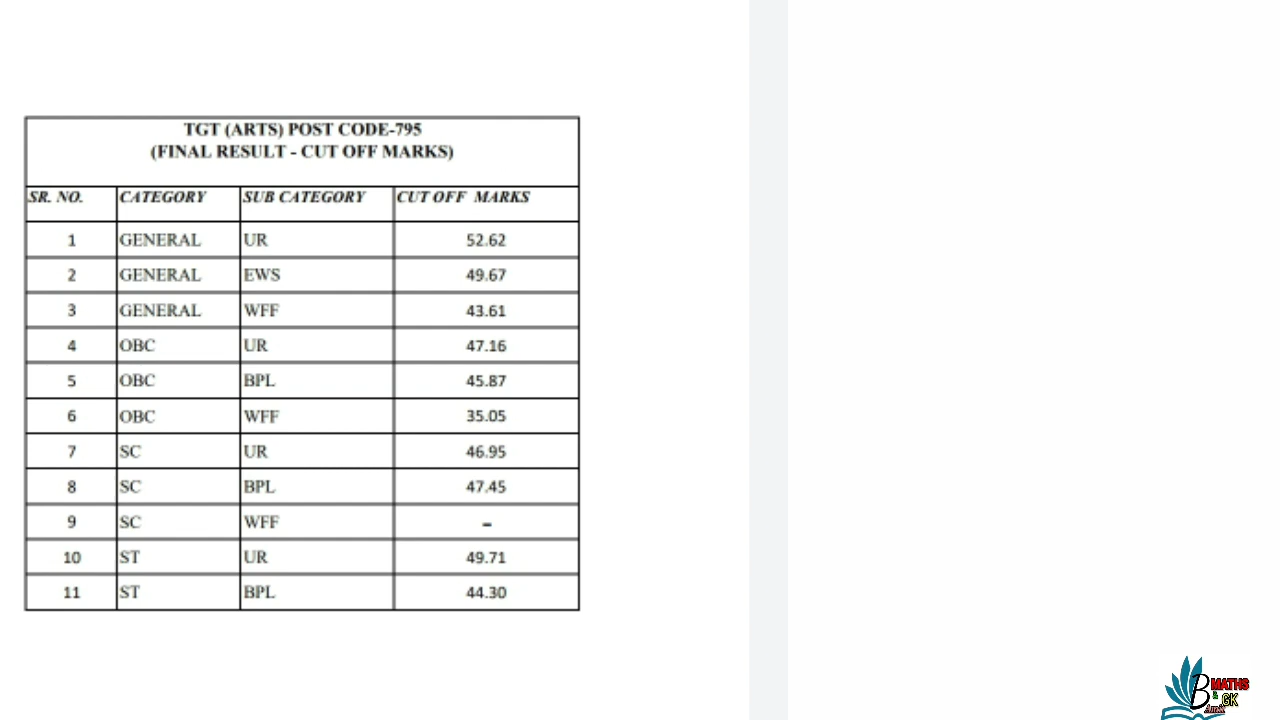 TGT (ARTS) POST CODE-795
(FINAL RESULT - CUT OFF MARKS)
SR. NO. CATEGORY SUB CATEGORY CUT OFF MARKS
1 GENERAL UR 52.62
2 GENERAL EWS 49.67
3 GENERAL WFF 43.61
4 OBC UR 47.16
5 OBC BPL 45.87
6 OBC WFF 35.05
7 SC UR 46.95
8 SC BPL 47.45
9 SC WFF –
10 ST UR 49.71
11 ST BPL 44.30
B MATHS
&
GK
Amit